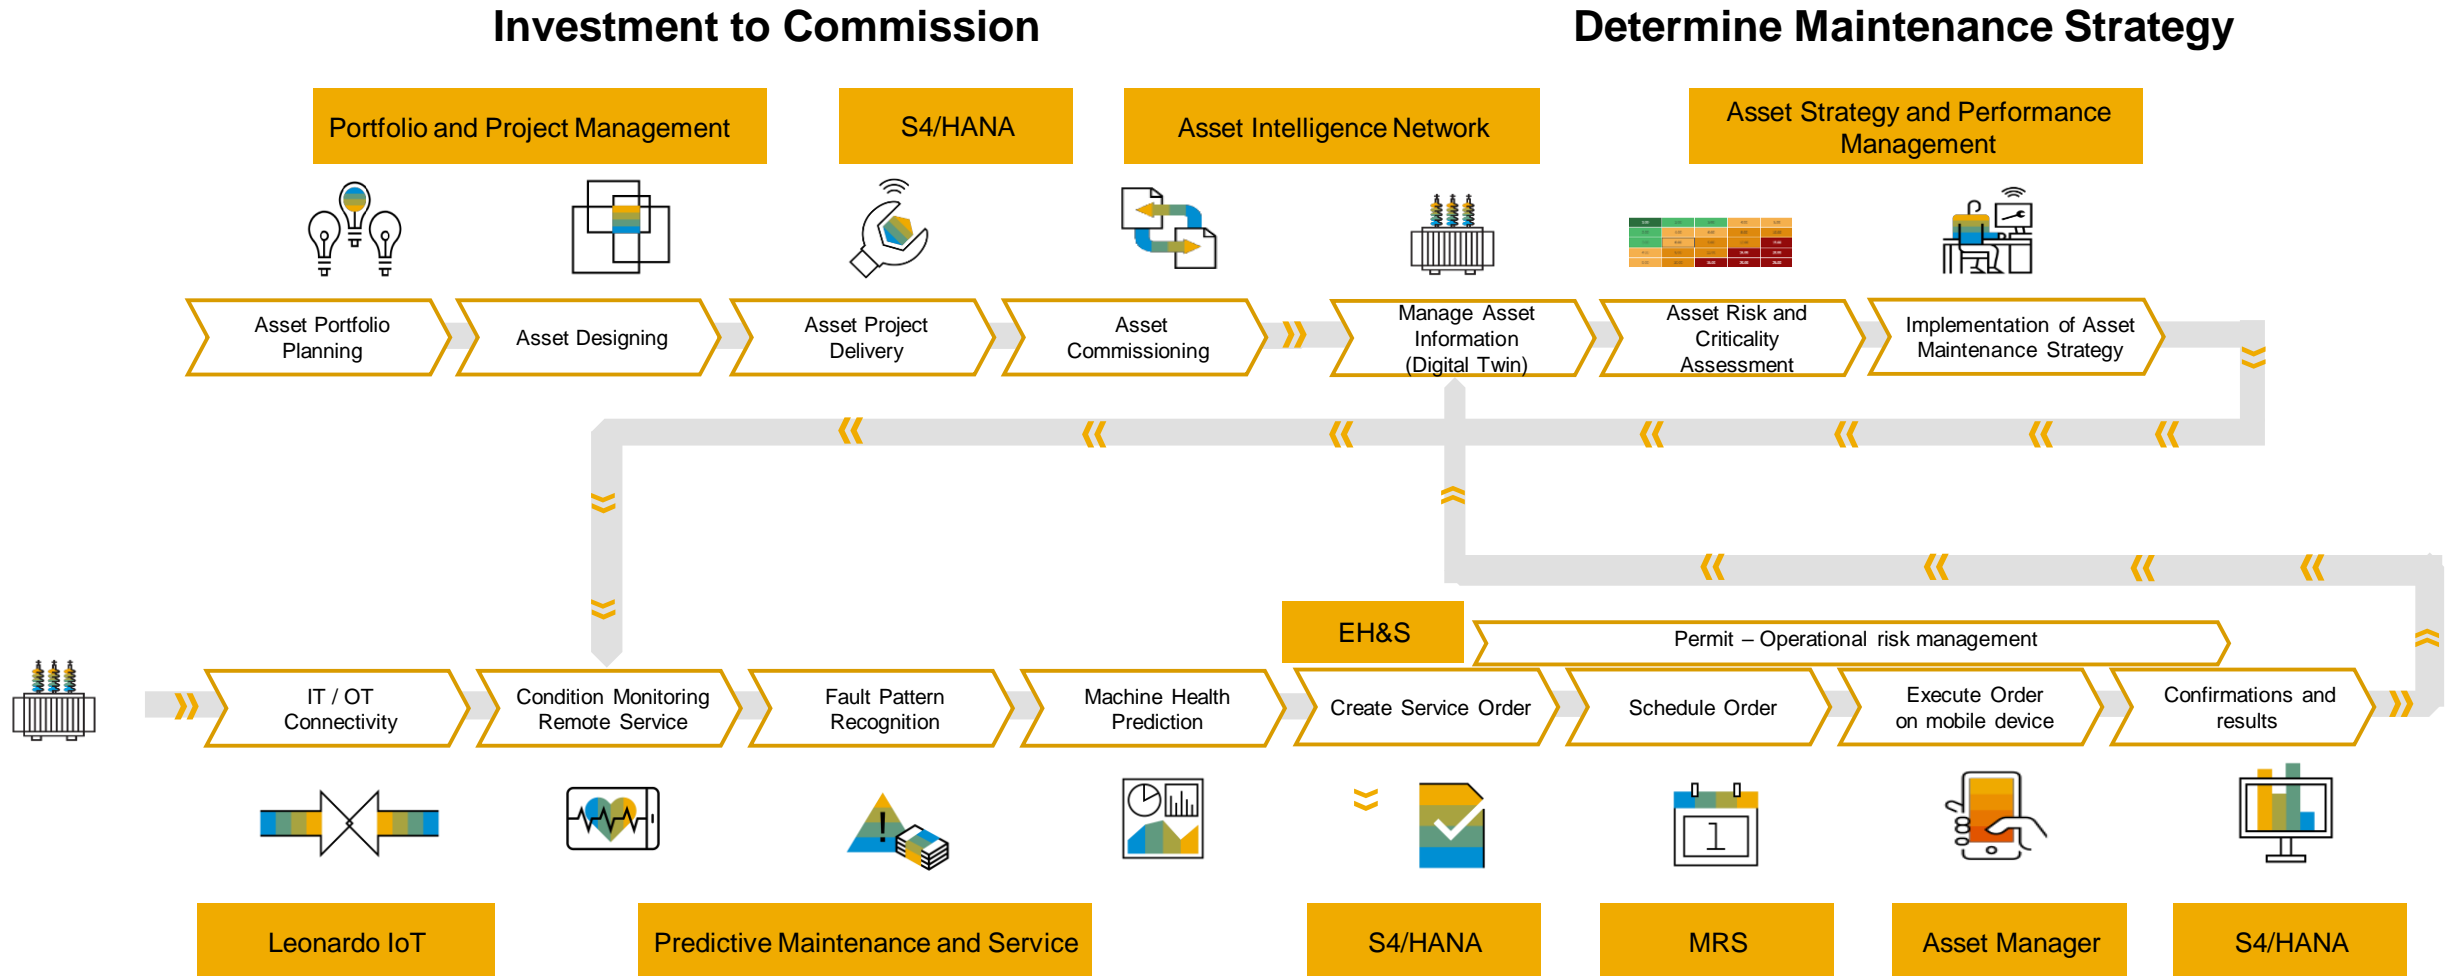 Investment to Commission
Determine Maintenance Strategy
Portfolio and Project Management
S4/HANA
Asset Intelligence Network
Asset Strategy and Performance
Management
Asset Portfolio
Planning
Asset Designing
Asset Project
Delivery
Asset
Commissioning
Manage Asset
Information
(Digital Twin)
Asset Risk and
Criticality
Assessment
Implementation of Asset
Maintenance Strategy
EH&S
Permit – Operational risk management
IT / OT
Connectivity
Condition Monitoring
Remote Service
Fault Pattern
Recognition
Machine Health
Prediction
Create Service Order
Schedule Order
Execute Order
on mobile device
Confirmations and
results
!
1
Leonardo IoT
Predictive Maintenance and Service
S4/HANA
MRS
Asset Manager
S4/HANA